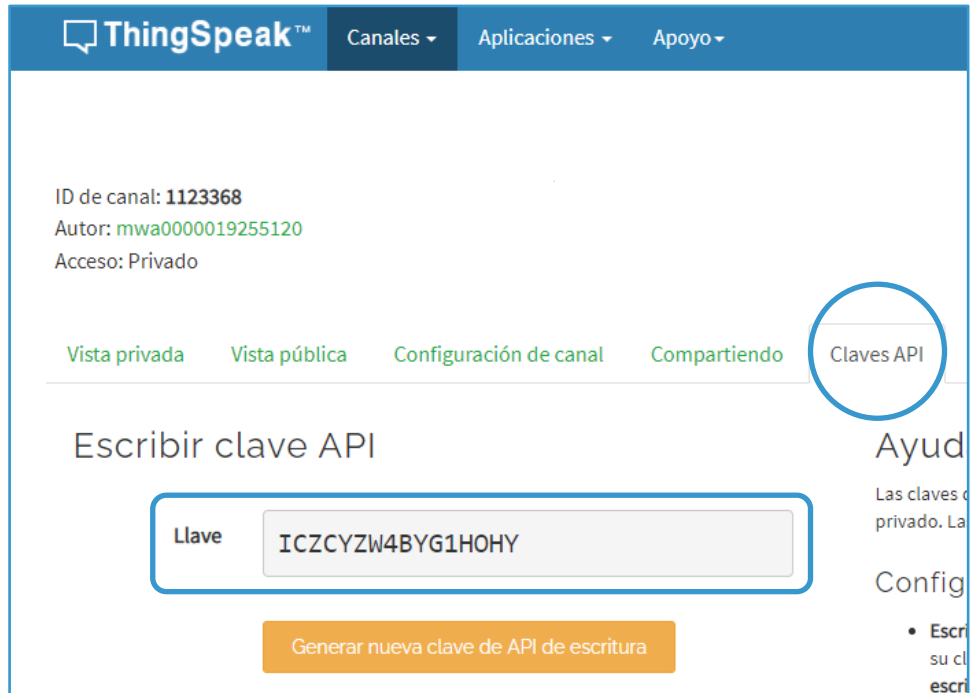 ThingSpeak™ Canales Aplicaciones Apoyo
ID de canal: 1123368
Autor: mwa0000019255120
Acceso: Privado
Vista privada Vista pública Configuración de canal Compartiendo Claves API
Escribir clave API
Llave ICZCYZW4BYG1HOHY
Generar nueva clave de API de escritura
Ayud
Las claves
privado. La
Config
• Escri
su cl
escri